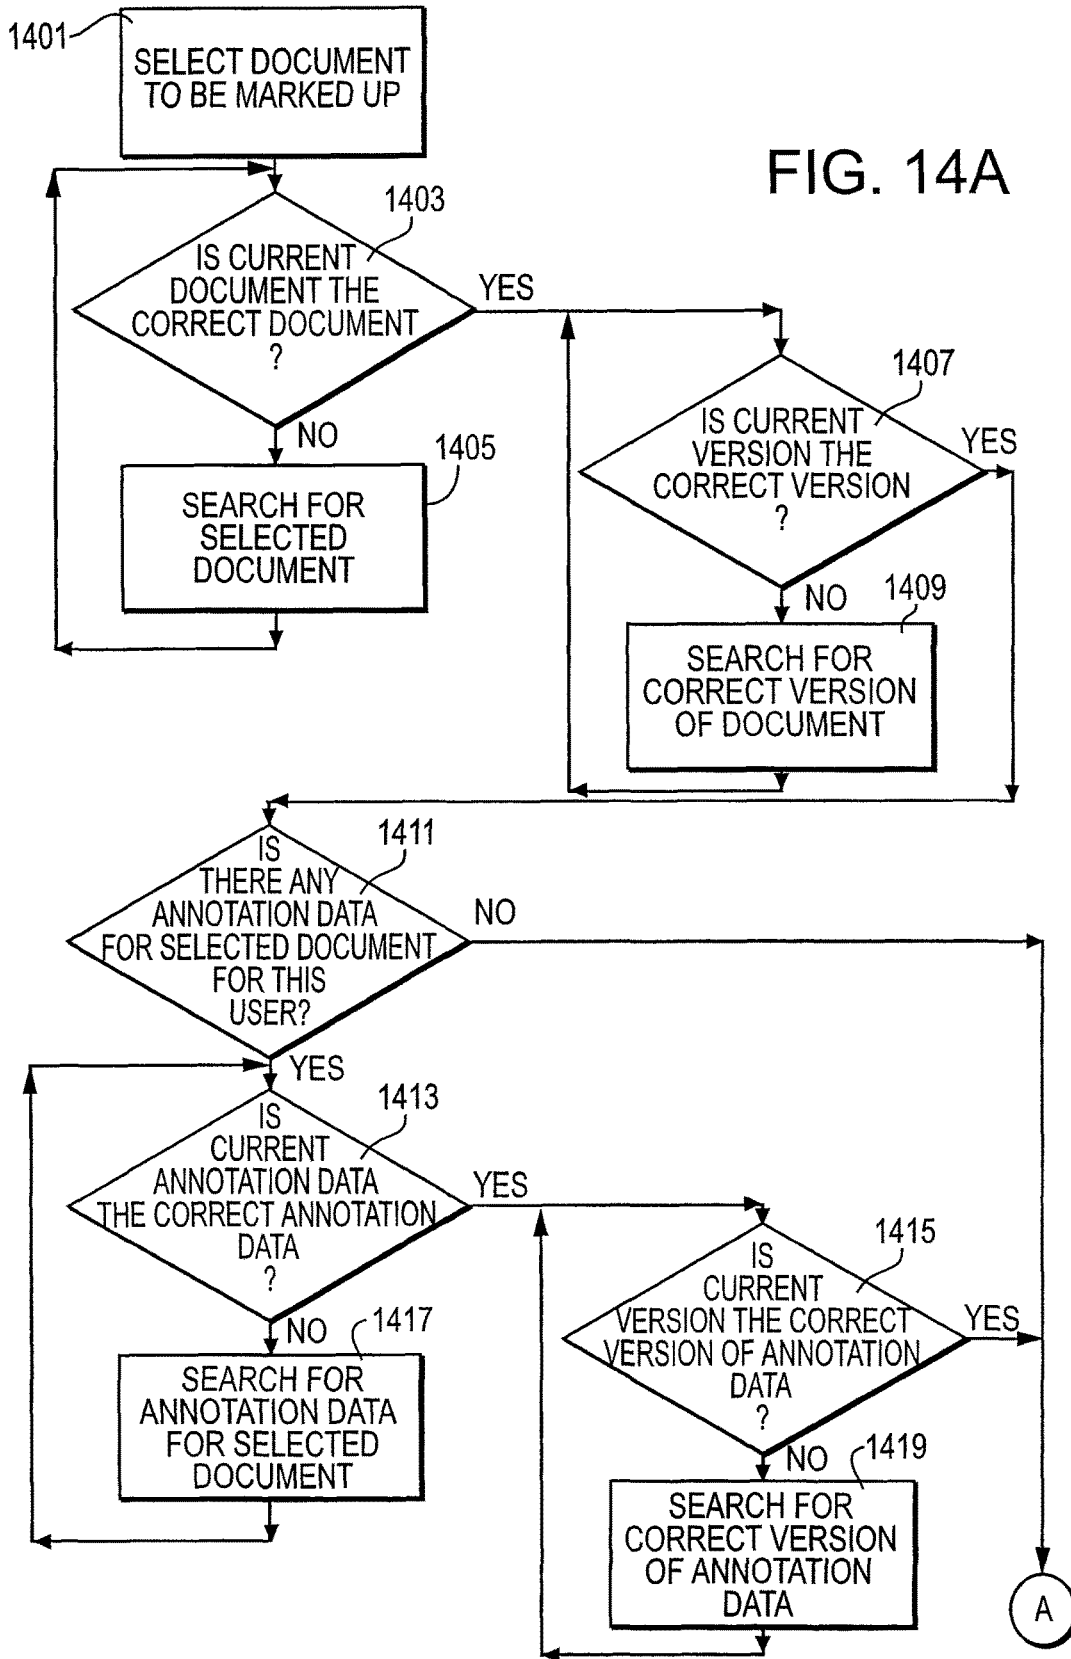 1401
SELECT DOCUMENT
TO BE MARKED UP
FIG. 14A
1403
IS CURRENT
DOCUMENT THE
CORRECT DOCUMENT
?
YES
NO
1405
SEARCH FOR
SELECTED
DOCUMENT
1407
IS CURRENT
VERSION THE
CORRECT VERSION
?
YES
NO
1409
SEARCH FOR
CORRECT VERSION
OF DOCUMENT
1411
IS
THERE ANY
ANNOTATION DATA
FOR SELECTED DOCUMENT
FOR THIS
USER?
NO
YES
1413
IS
CURRENT
ANNOTATION DATA
THE CORRECT ANNOTATION
DATA
?
YES
NO
1417
SEARCH FOR
ANNOTATION DATA
FOR SELECTED
DOCUMENT
1415
IS
CURRENT
VERSION THE CORRECT
VERSION OF ANNOTATION
DATA
?
YES
NO
1419
SEARCH FOR
CORRECT VERSION
OF ANNOTATION
DATA
A